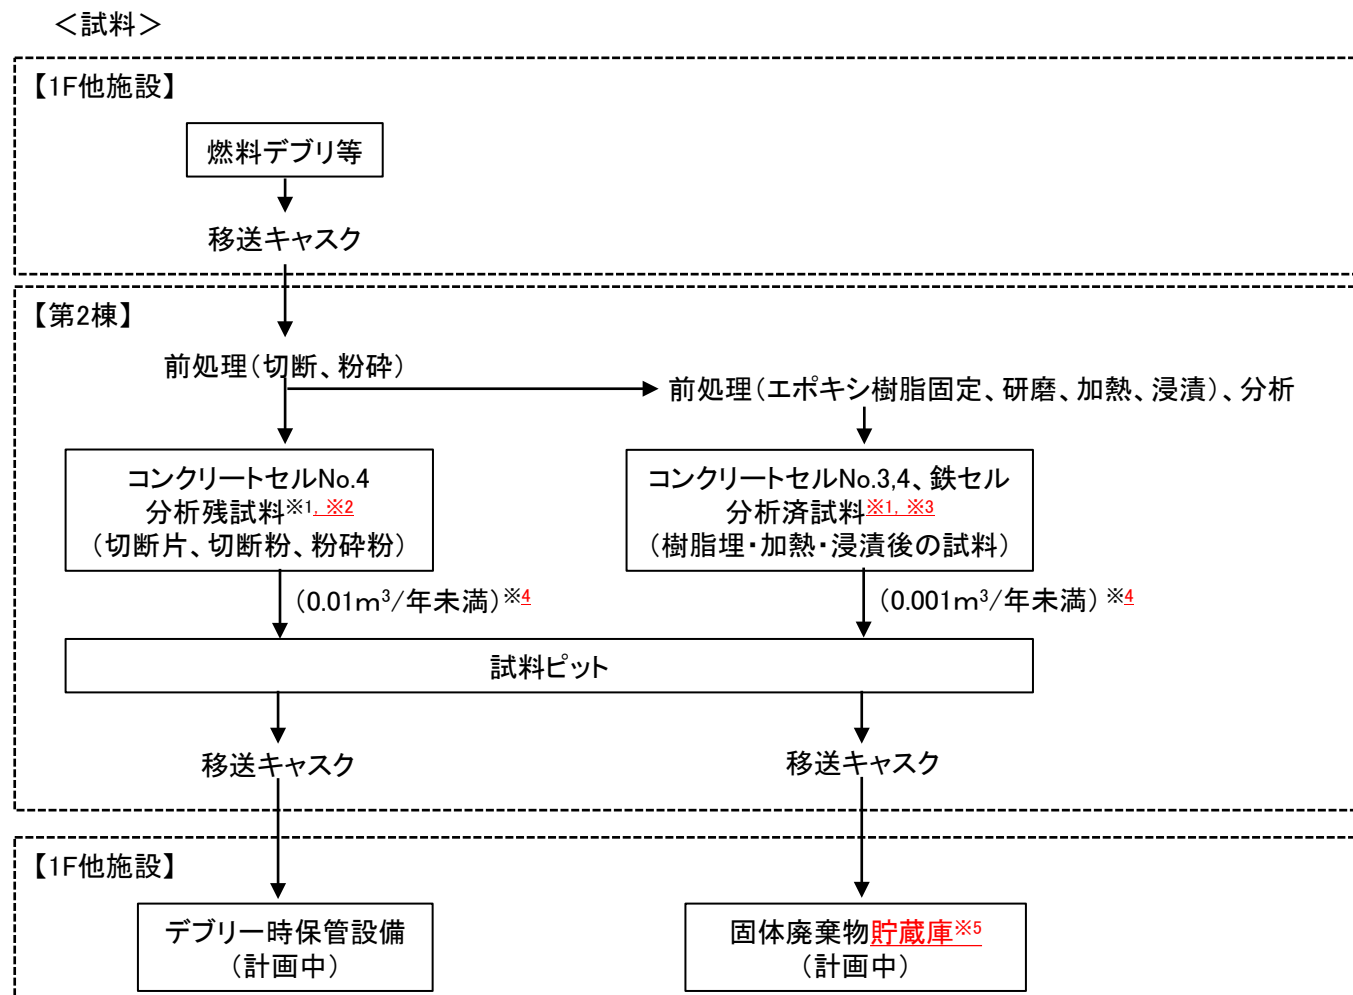 ＜試料＞
【1F他施設】
燃料デブリ等
移送キャスク
【第2棟】
前処理（切断、粉砕）
前処理（エポキシ樹脂固定、研磨、加熱、浸漬）、分析
コンクリートセルNo.4
分析残試料※1, ※2
（切断片、切断粉、粉砕粉）
コンクリートセルNo.3,4、鉄セル
分析済試料※1, ※3
（樹脂埋・加熱・浸漬後の試料）
（0.01m³/年未満）※4
（0.001m³/年未満）※4
試料ピット
移送キャスク
移送キャスク
【1F他施設】
デブリ一時保管設備
（計画中）
固体廃棄物貯蔵庫※5
（計画中）